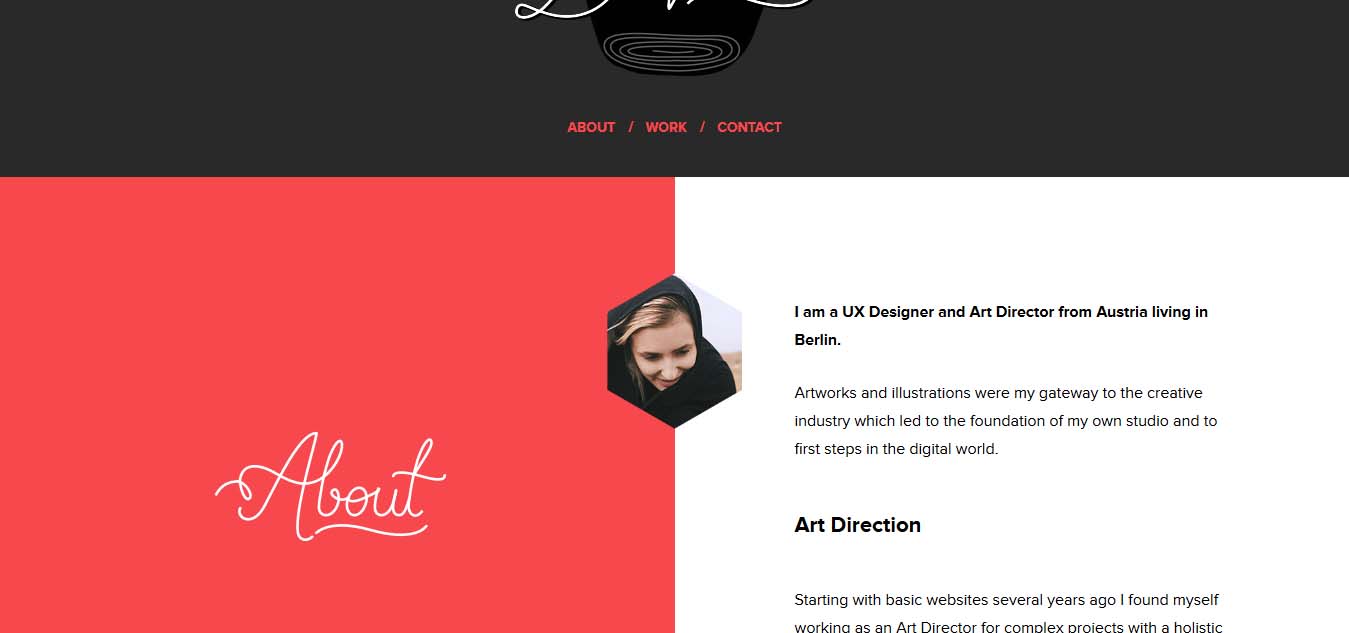 ABOUT / WORK / CONTACT
About
I am a UX Designer and Art Director from Austria living in
Berlin.
Artworks and illustrations were my gateway to the creative
industry which led to the foundation of my own studio and to
first steps in the digital world.
Art Direction
Starting with basic websites several years ago I found myself
working as an Art Director for complex projects with a holistic